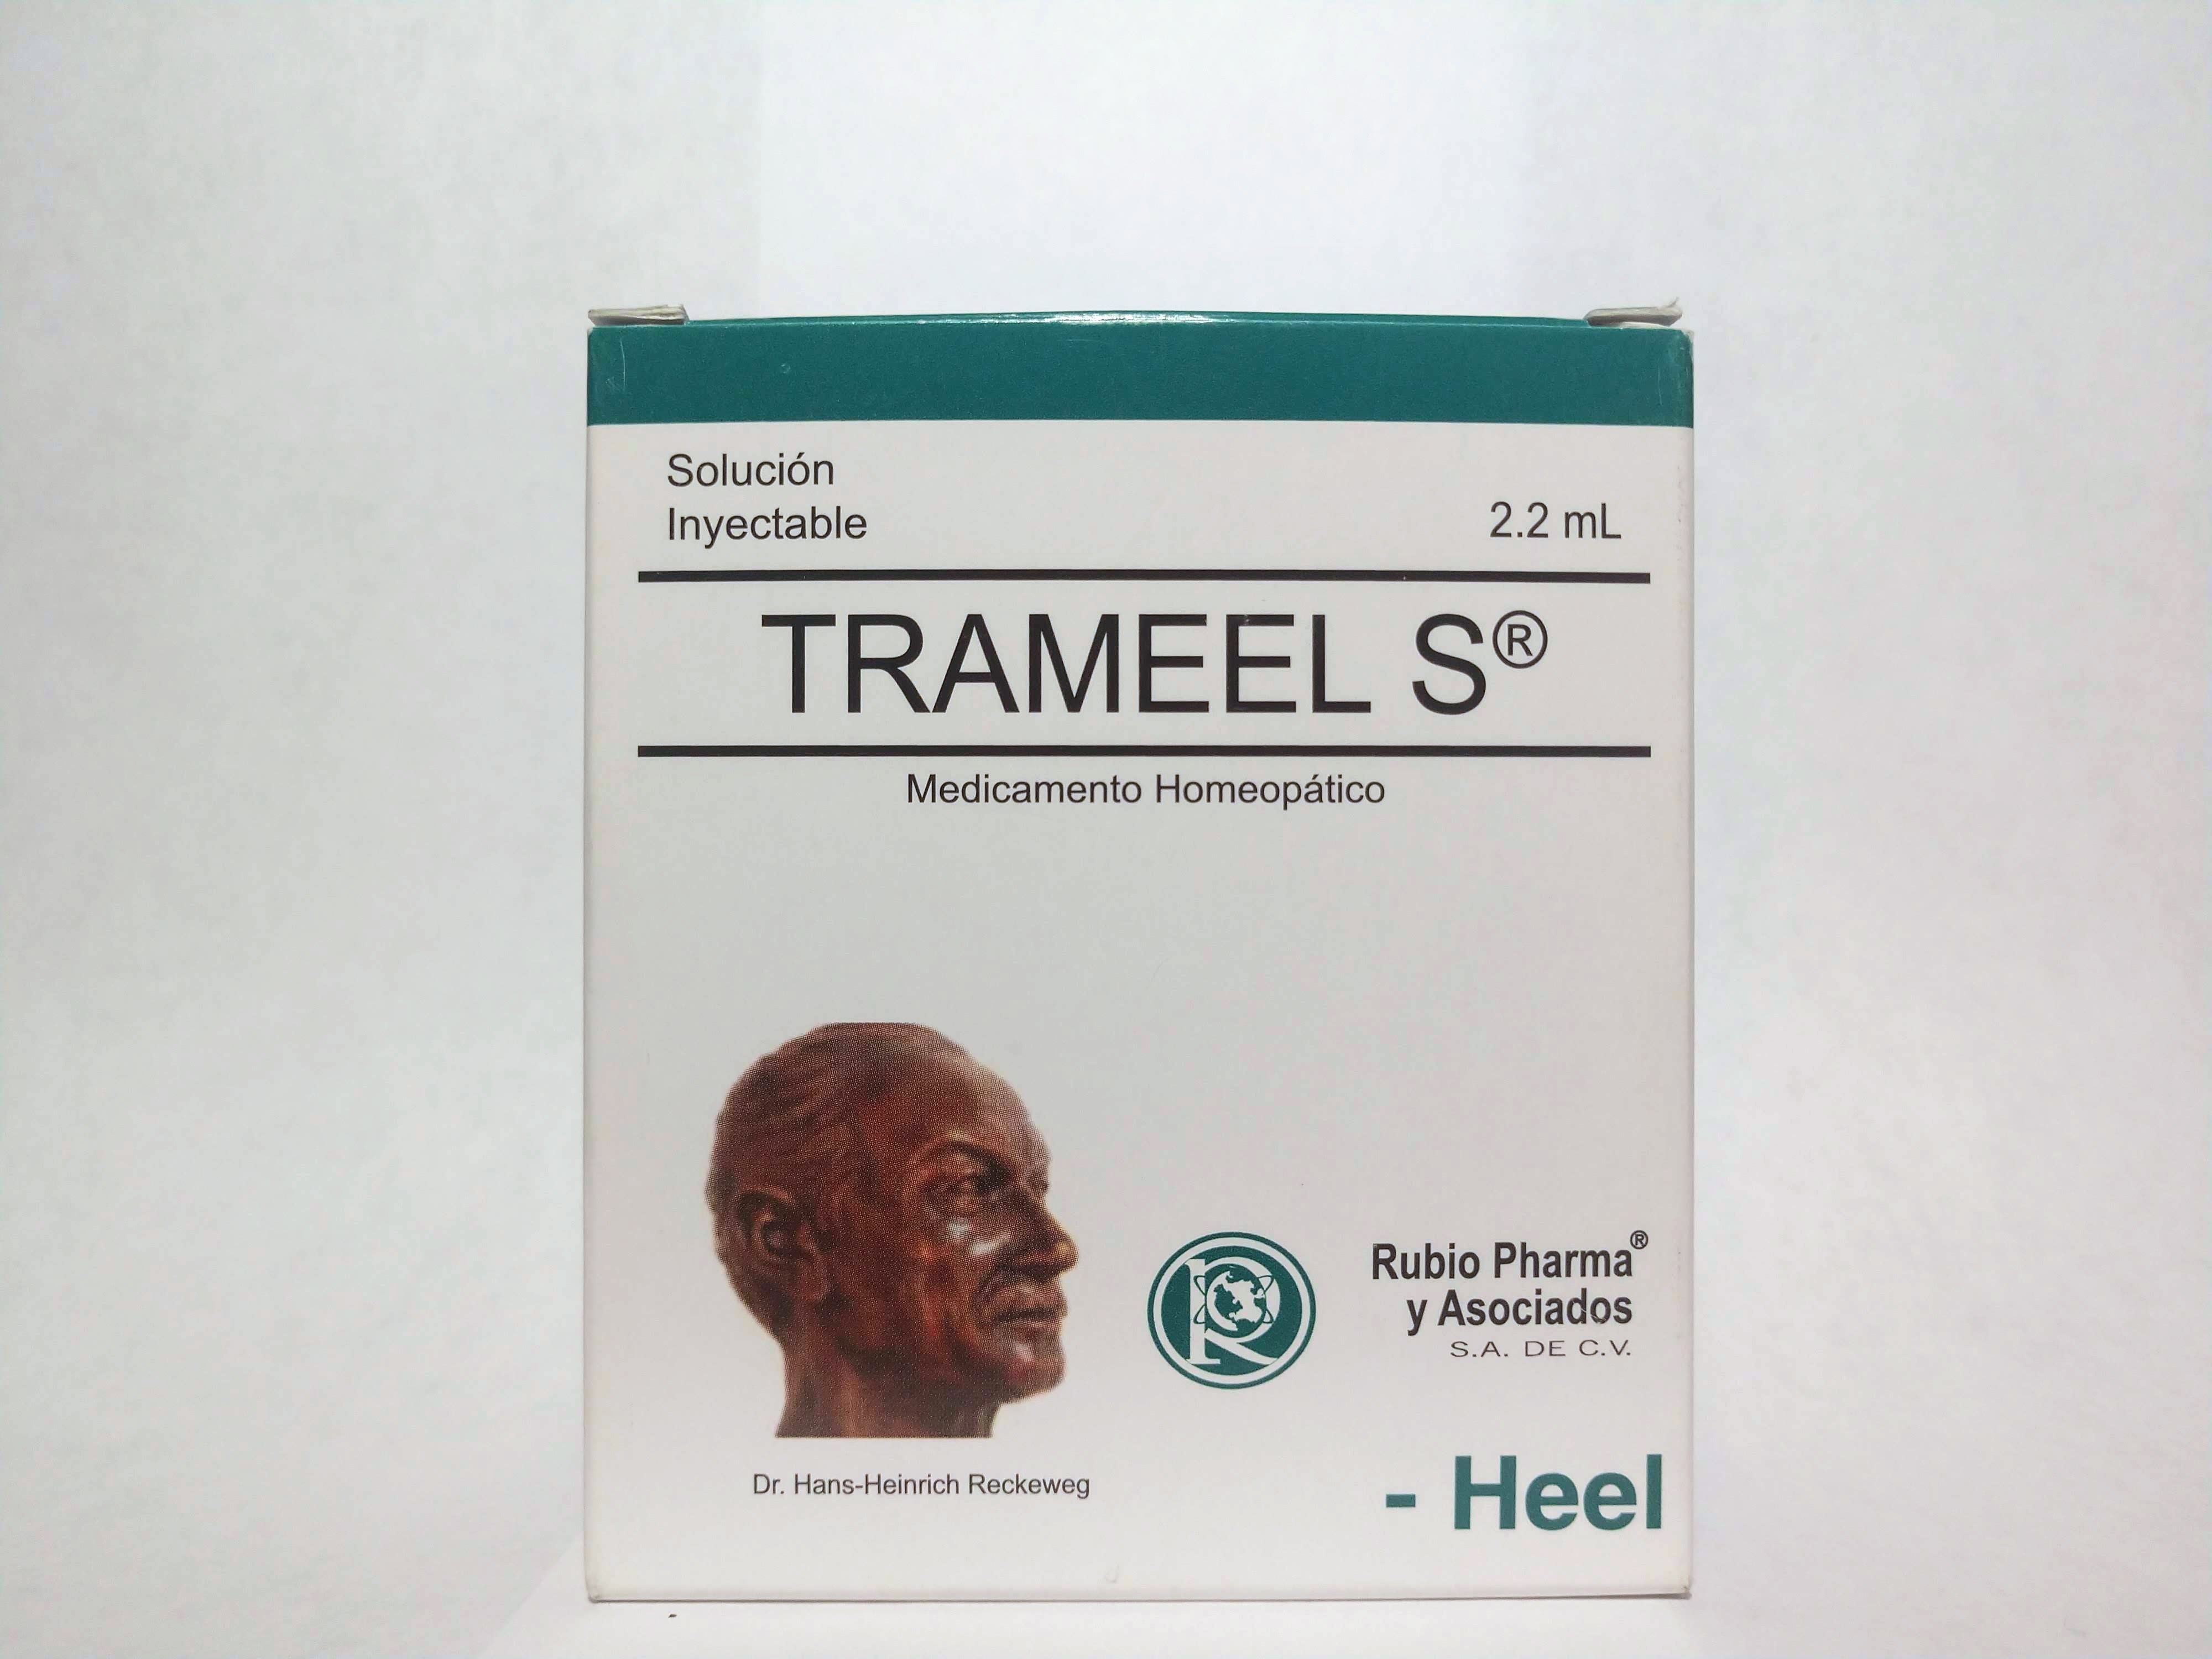 Solución
Inyectable
2.2 mL
TRAMEEL S®
Medicamento Homeopático
Rubio Pharma®
y Asociados
S.A. DE C.V.
Dr. Hans-Heinrich Reckeweg
- Heel